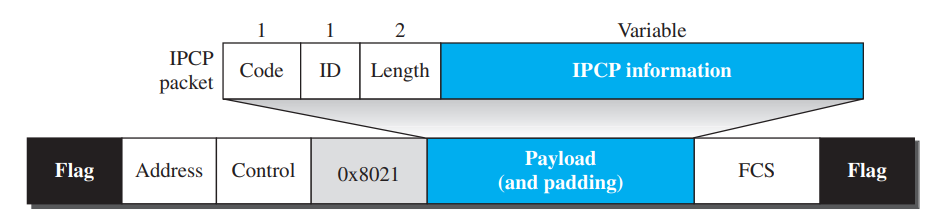 1 1 2 Variable
IPCP
packet
Code ID Length IPCP information
Flag Address Control 0x8021 Payload
(and padding) FCS Flag